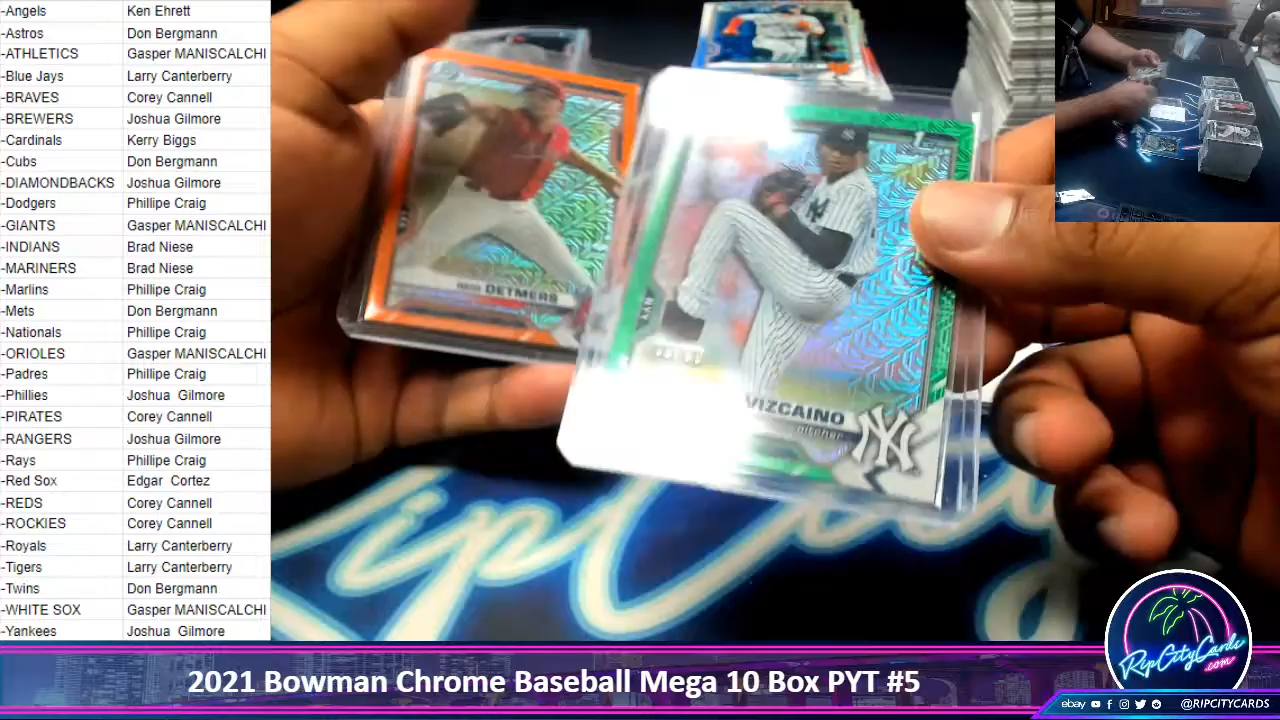 -Angels Ken Ehrett
-Astros Don Bergmann
-ATHLETICS Gasper MANISCALCHI
-Blue Jays Larry Canterberry
-BRAVES Corey Cannell
-BREWERS Joshua Gilmore
-Cardinals Kerry Biggs
-Cubs Don Bergmann
-DIAMONDBACKS Joshua Gilmore
-Dodgers Phillipe Craig
-GIANTS Gasper MANISCALCHI
-INDIANS Brad Niese
-MARINERS Brad Niese
-Marlins Phillipe Craig
-Mets Don Bergmann
-Nationals Phillipe Craig
-ORIOLES Gasper MANISCALCHI
-Padres Phillipe Craig
-Phillies Joshua Gilmore
-PIRATES Corey Cannell
-RANGERS Joshua Gilmore
-Rays Phillipe Craig
-Red Sox Edgar Cortez
-REDS Corey Cannell
-ROCKIES Corey Cannell
-Royals Larry Canterberry
-Tigers Larry Canterberry
-Twins Don Bergmann
-WHITE SOX Gasper MANISCALCHI
-Yankees Joshua Gilmore
DETMERS
VIZCAINO
pitcher
NY
RipCity
2021 Bowman Chrome Baseball Mega 10 Box PYT #5
RipCityCards
.com
ebay @RIPCITYCARDS